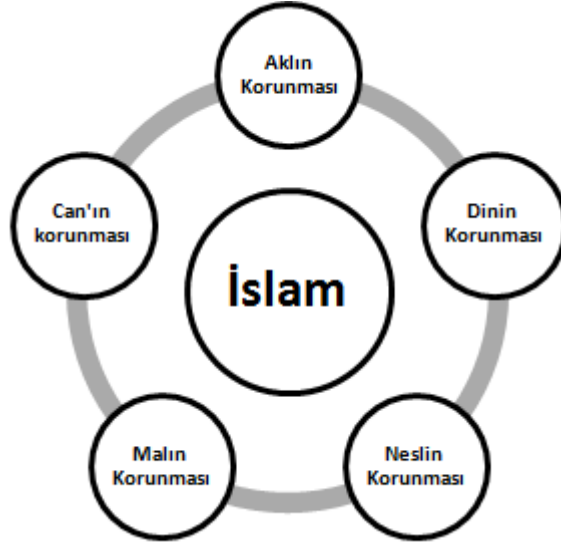 Aklın
Korunması
Can'ın
korunması
Dinin
Korunması
İslam
Malın
Korunması
Neslin
Korunması